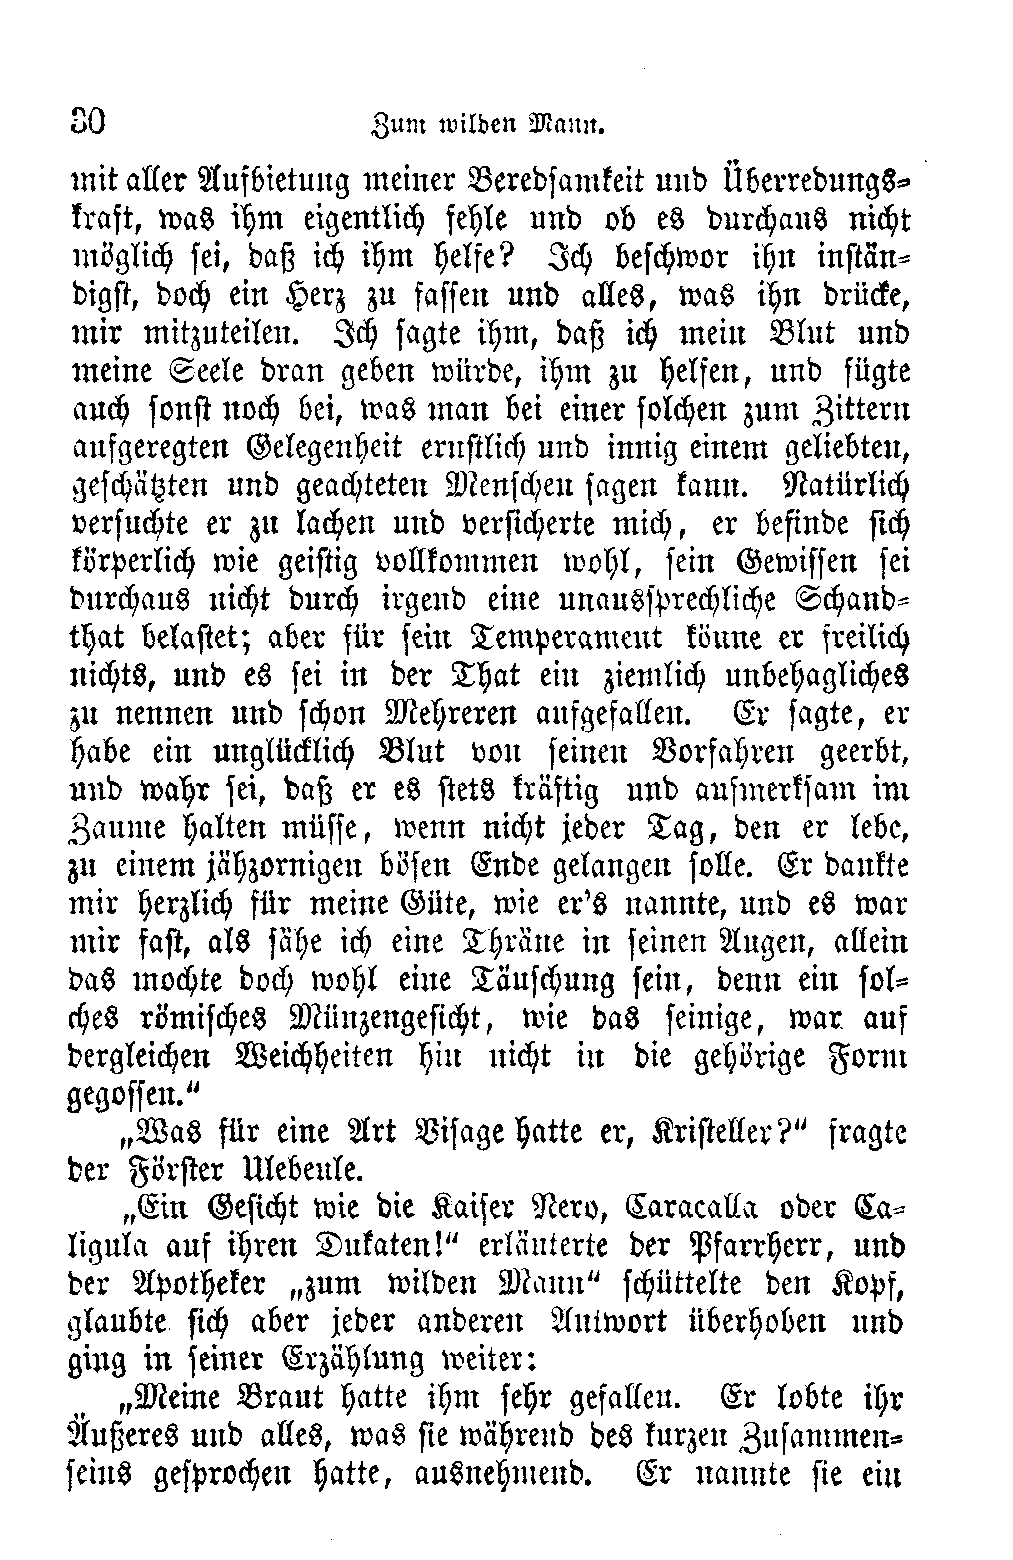 30 Zum wilden Mann.
mit aller Aufbietung meiner Beredsamkeit und Überredungs-
kraft, was ihm eigentlich fehle und ob es durchaus nicht
möglich sei, daß ich ihm helfe? Ich beschwor ihn instän-
digst, doch ein Herz zu fassen und alles, was ihn drücke,
mir mitzuteilen. Ich sagte ihm, daß ich mein Blut und
meine Seele dran geben würde, ihm zu helfen, und fügte
auch sonst noch bei, was man bei einer solchen zum Zittern
aufgeregten Gelegenheit ernstlich und innig einem geliebten,
geschätzten und geachteten Menschen sagen kann. Natürlich
versuchte er zu lachen und versicherte mich, er befinde sich
körperlich wie geistig vollkommen wohl, sein Gewissen sei
durchaus nicht durch irgend eine unaussprechliche Schand-
that belastet; aber für sein Temperament könne er freilich
nichts, und es sei in der That ein ziemlich unbehagliches
zu nennen und schon Mehreren aufgefallen. Er sagte, er
habe ein unglücklich Blut von seinen Vorfahren geerbt,
und wahr sei, daß er es stets kräftig und aufmerksam im
Zaume halten müsse, wenn nicht jeder Tag, den er lebe,
zu einem jähzornigen bösen Ende gelangen solle. Er dankte
mir herzlich für meine Güte, wie er's nannte, und es war
mir fast, als sähe ich eine Thräne in seinen Augen, allein
das mochte doch wohl eine Täuschung sein, denn ein sol-
ches römisches Münzengesicht, wie das seinige, war auf
dergleichen Weichheiten hin nicht in die gehörige Form
gegossen.“
„Was für eine Art Visage hatte er, Kristeller?“ fragte
der Förster Ulebeule.
„Ein Gesicht wie die Kaiser Nero, Caracalla oder Ca-
ligula auf ihren Dukaten!“ erläuterte der Pfarrherr, und
der Apotheker „zum wilden Mann“ schüttelte den Kopf,
glaubte sich aber jeder anderen Antwort überhoben und
ging in seiner Erzählung weiter:
„Meine Braut hatte ihm sehr gefallen. Er lobte ihr
Äußeres und alles, was sie während des kurzen Zusammen-
seins gesprochen hatte, ausnehmend. Er nannte sie ein